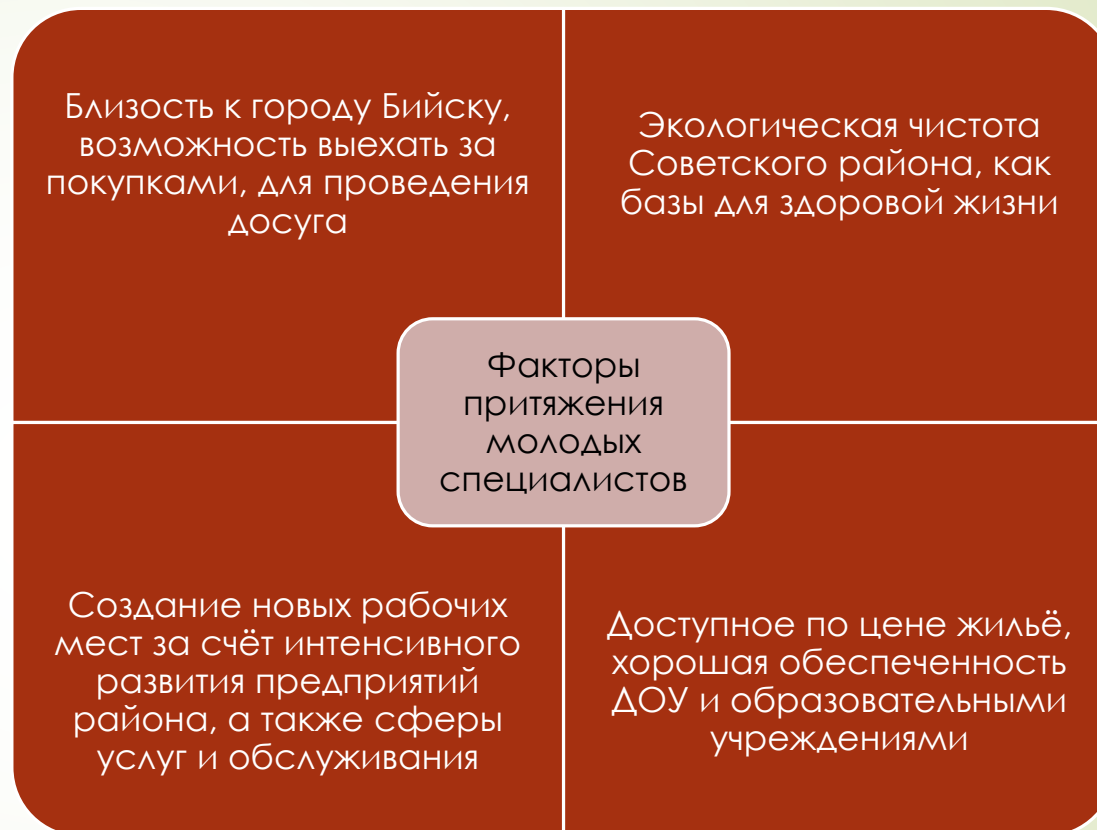 Близость к городу Бийску,
возможность выехать за
покупками, для проведения
досуга
Экологическая чистота
Советского района, как
базы для здоровой жизни
Факторы
притяжения
молодых
специалистов
Создание новых рабочих
мест за счёт интенсивного
развития предприятий
района, а также сферы
услуг и обслуживания
Доступное по цене жильё,
хорошая обеспеченность
ДОУ и образовательными
учреждениями